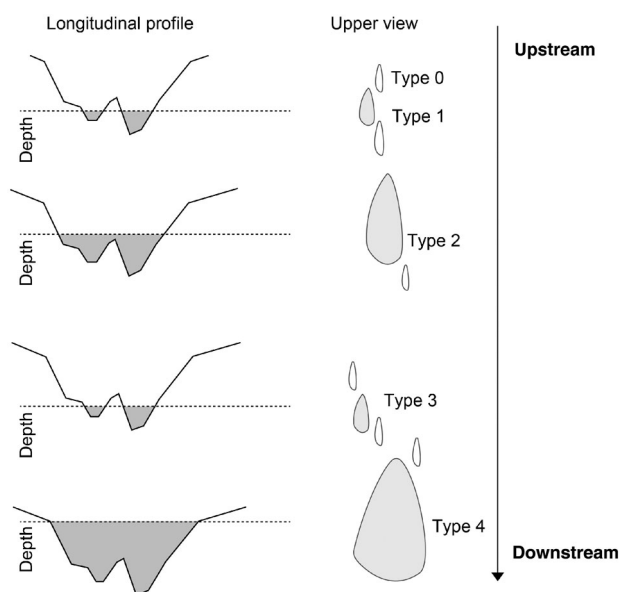 Longitudinal profile
Upper view
Upstream
Type 0
Type 1
Depth
Type 2
Depth
Type 3
Depth
Type 4
Depth
Downstream